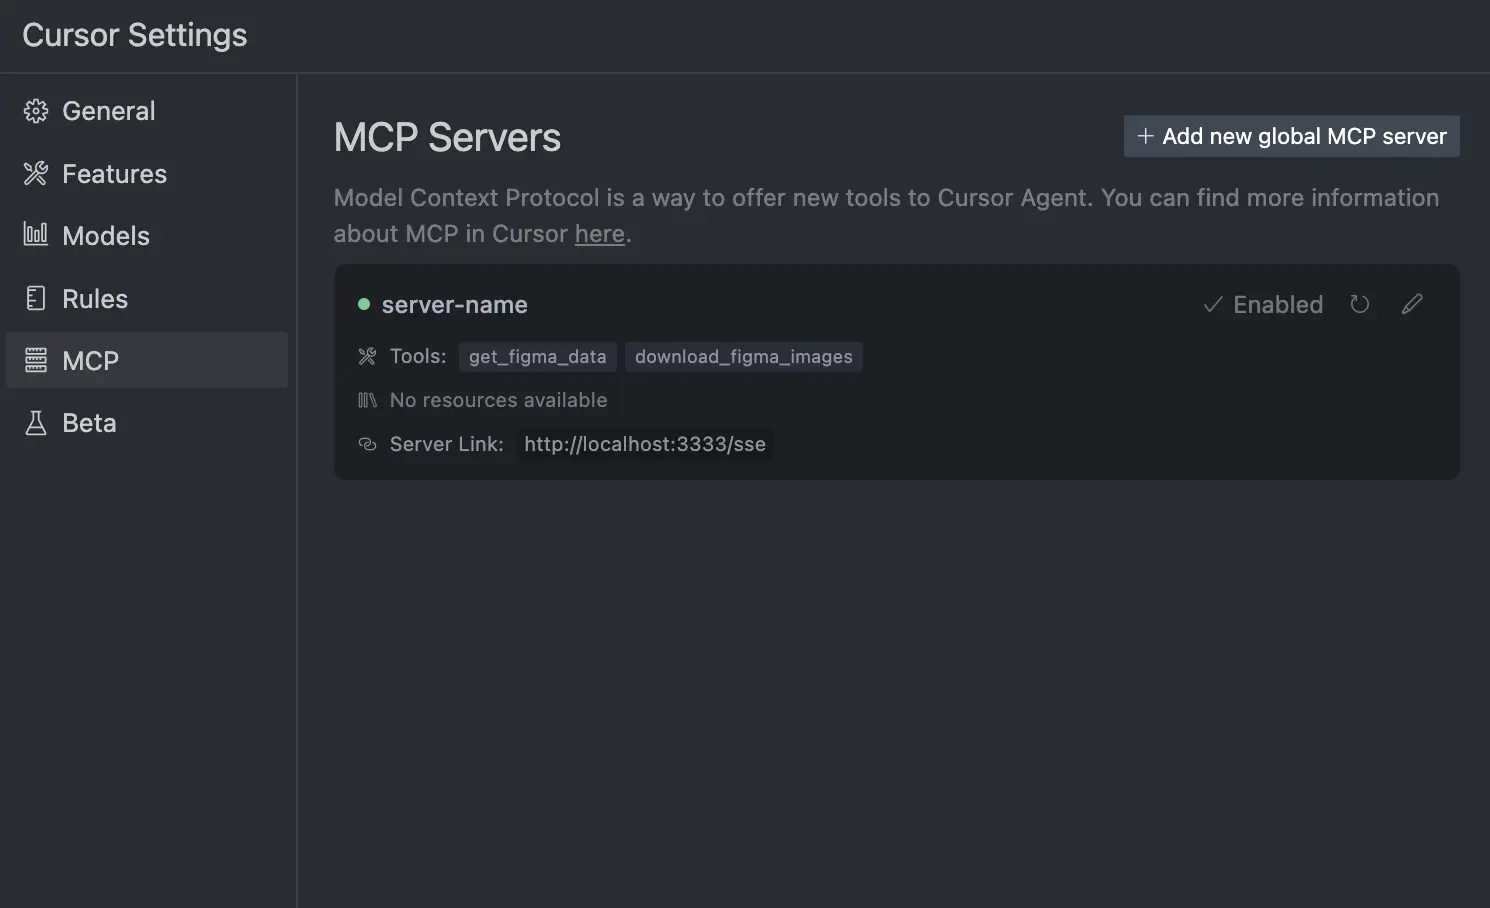 Cursor Settings
General
Features
Models
Rules
MCP
Beta
MCP Servers
+ Add new global MCP server
Model Context Protocol is a way to offer new tools to Cursor Agent. You can find more information
about MCP in Cursor here.
server-name
Enabled
Tools: get_figma_data download_figma_images
No resources available
Server Link: http://localhost:3333/sse